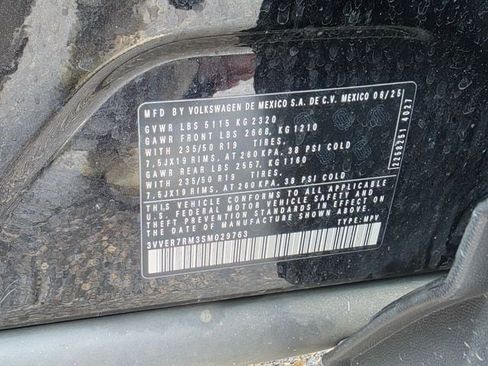 MFD BY VOLKSWAGEN DE MEXICO S.A. DE C.V. MEXICO 06/25
GVWR LBS 5115 KG 2320
GAWR FRONT LBS 2668, KG 1210
WITH 235/50 R19 TIRES.
7.5JX19 RIMS, AT 260 KPA, 38 PSI COLD
GAWR REAR LBS 2557, KG 1160
WITH 235/50 R19 TIRES.
7.5JX19 RIMS, AT 260 KPA, 38 PSI COLD
THIS VEHICLE CONFORMS TO ALL APPLICABLE
U.S. FEDERAL MOTOR VEHICLE SAFETY AND
THEFT PREVENTION STANDARDS IN EFFECT ON
THE DATE OF MANUFACTURE SHOWN ABOVE.
3VVER7RM3SM029763 TYPE: MPV
2258251 4027